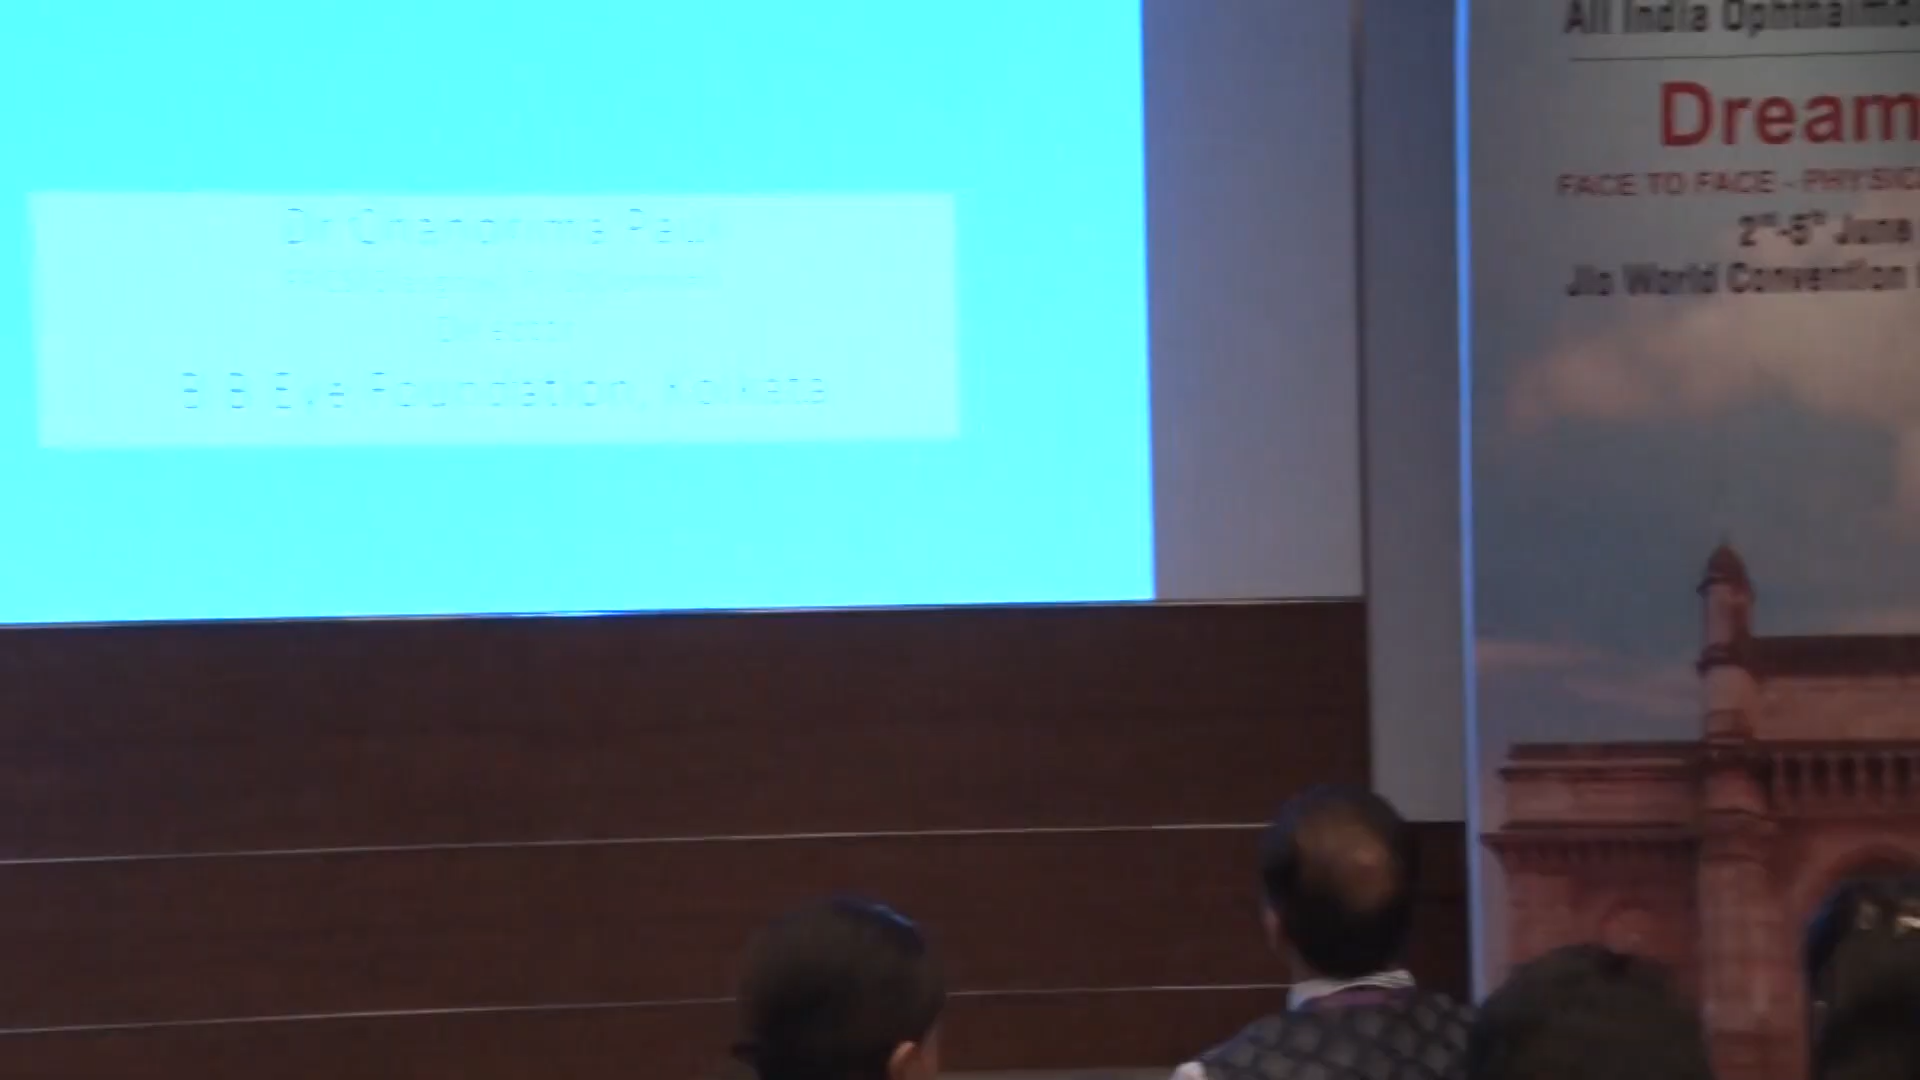 Dr Chandrima Paul
Director
B B Eye Foundation, Kolkata
All India Ophthalmo
Dream
FACE TO FACE - PHYSIC
2nd-5th June
Jio World Convention